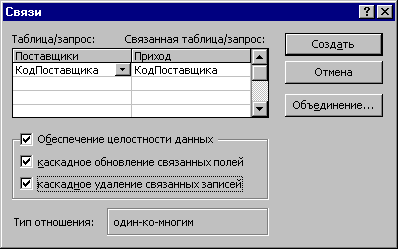 Связи
Таблица/запрос: Связанная таблица/запрос:
Поставщики Приход
КодПоставщика КодПоставщика
Создать
Отмена
Объединение...
Обеспечение целостности данных
каскадное обновление связанных полей
каскадное удаление связанных записей
Тип отношения: один-ко-многим